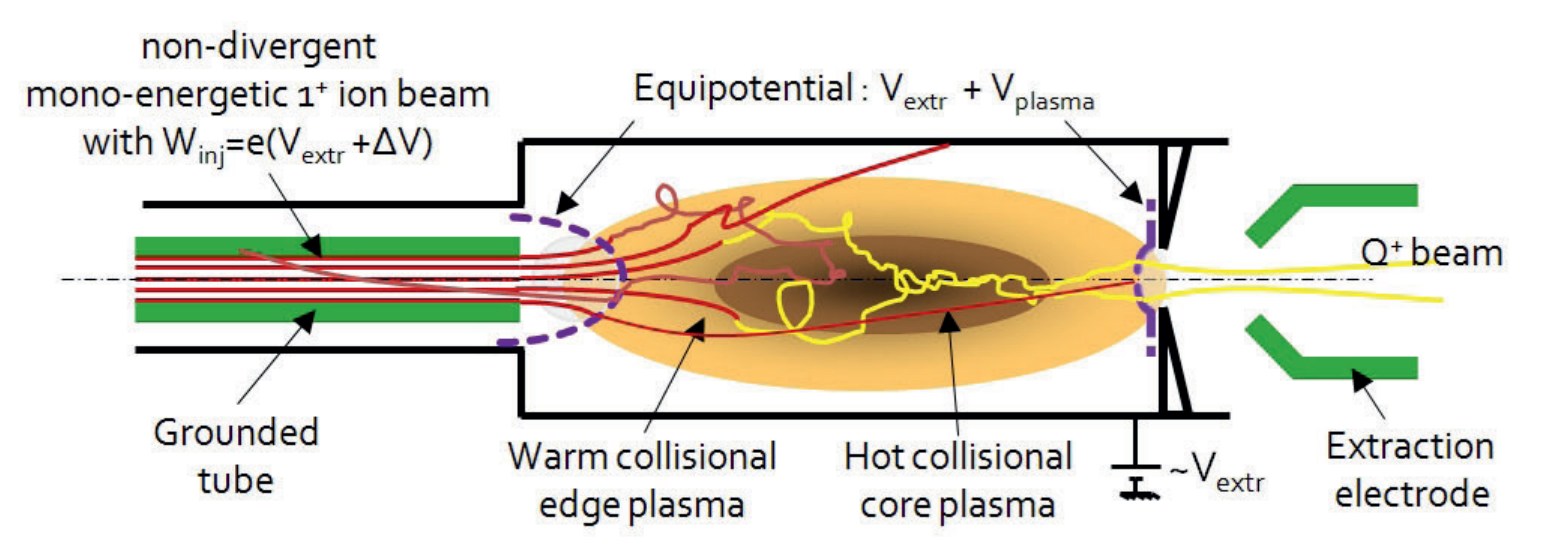 non-divergent
mono-energetic 1⁺ ion beam
with W_inj=e(V_extr +ΔV)
Equipotential : V_extr + V_plasma
Q⁺ beam
Grounded
tube
Warm collisional
edge plasma
Hot collisional
core plasma
~V_extr
Extraction
electrode